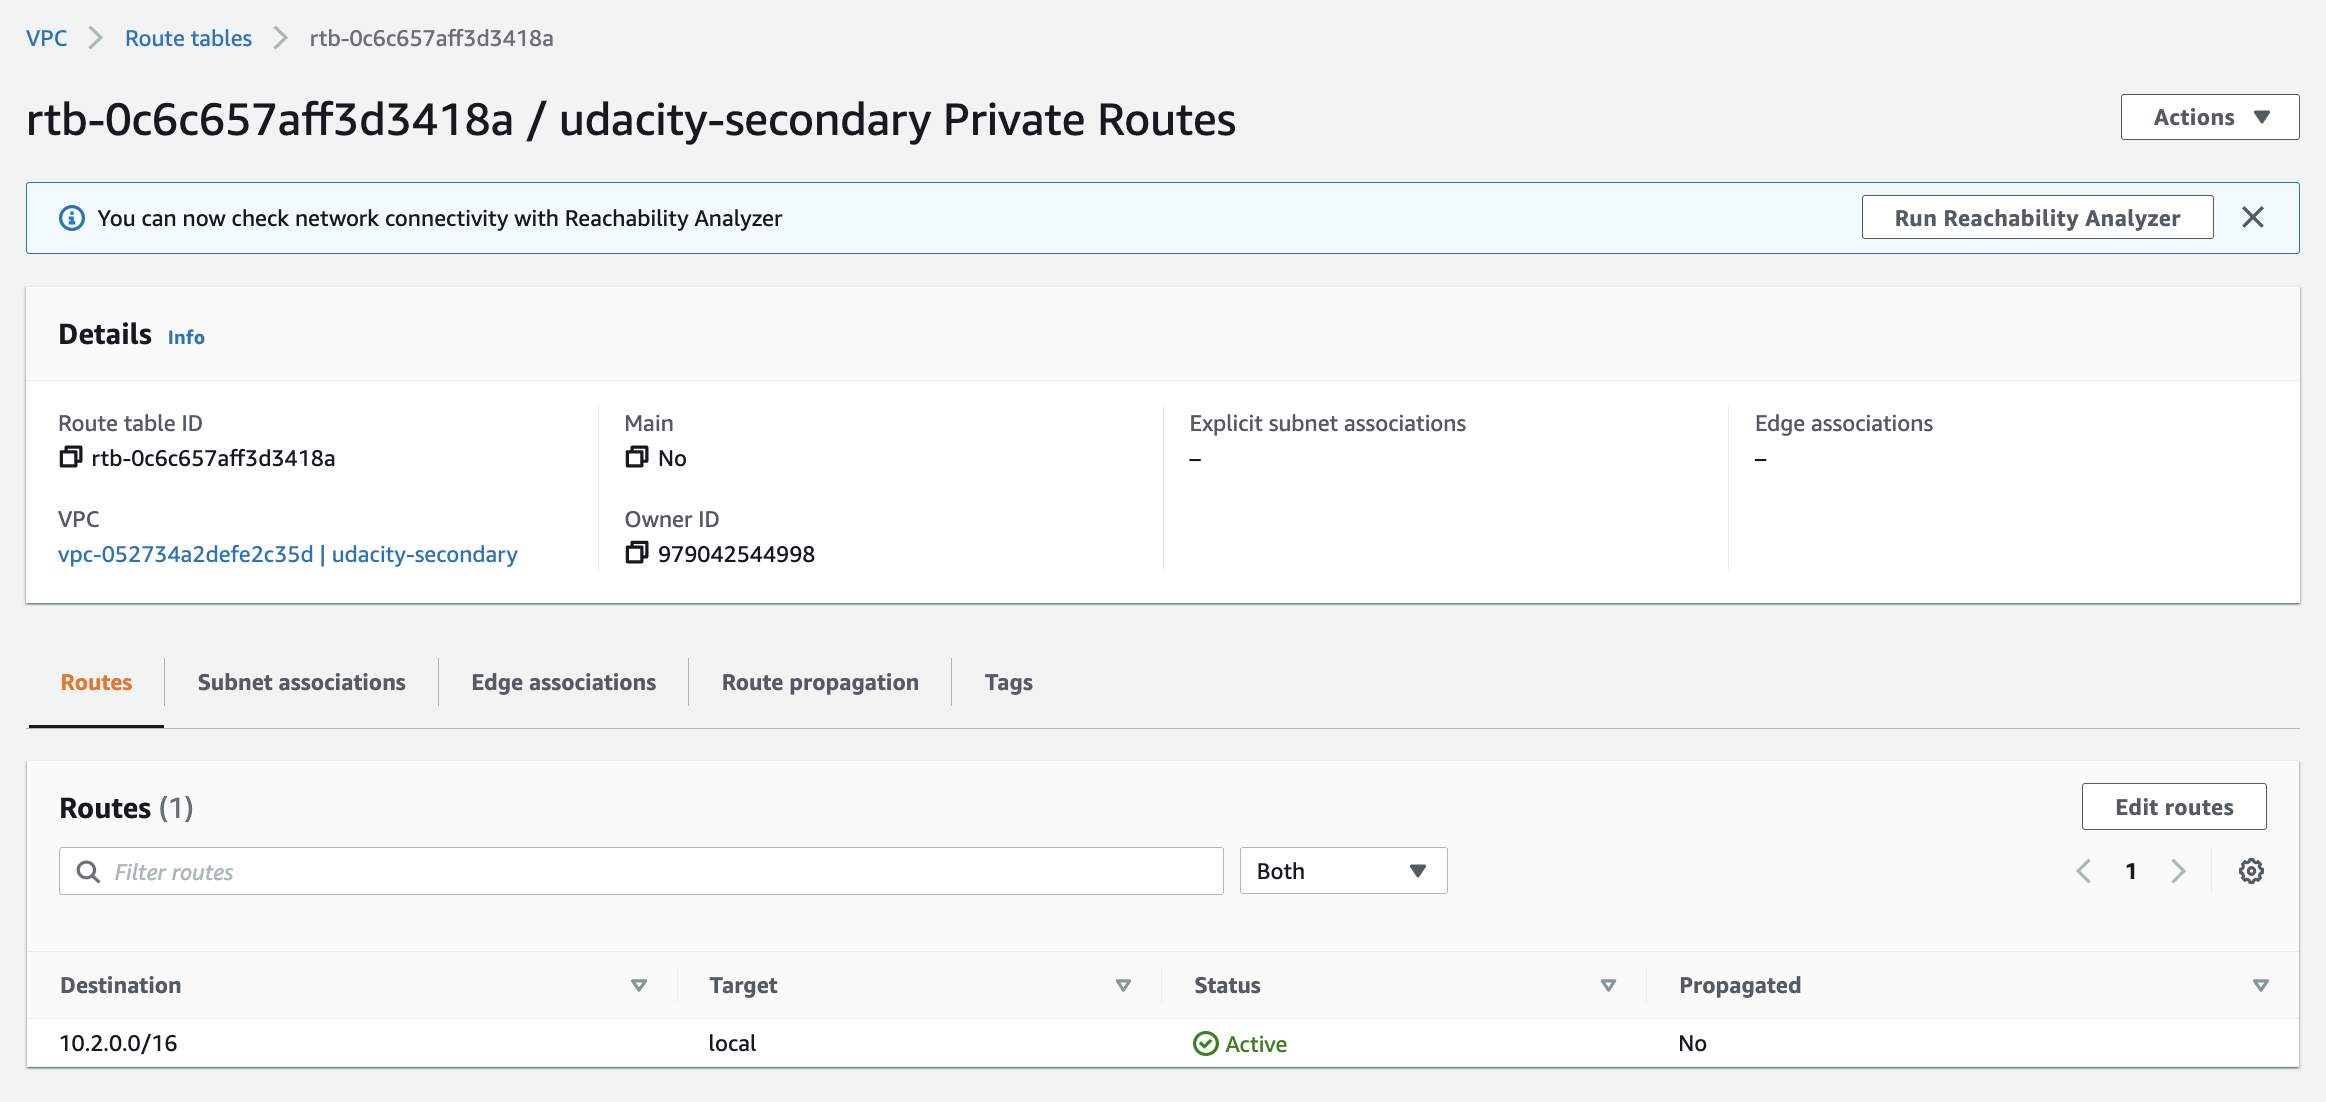 VPC > Route tables > rtb-0c6c657aff3d3418a
rtb-0c6c657aff3d3418a / udacity-secondary Private Routes
Actions
You can now check network connectivity with Reachability Analyzer
Run Reachability Analyzer
Details Info
Route table ID
rtb-0c6c657aff3d3418a
Main
No
Explicit subnet associations
–
Edge associations
–
VPC
vpc-052734a2defe2c35d | udacity-secondary
Owner ID
979042544998
Routes
Subnet associations
Edge associations
Route propagation
Tags
Routes (1)
Edit routes
Filter routes
Both
1
Destination Target Status Propagated
10.2.0.0/16 local Active No